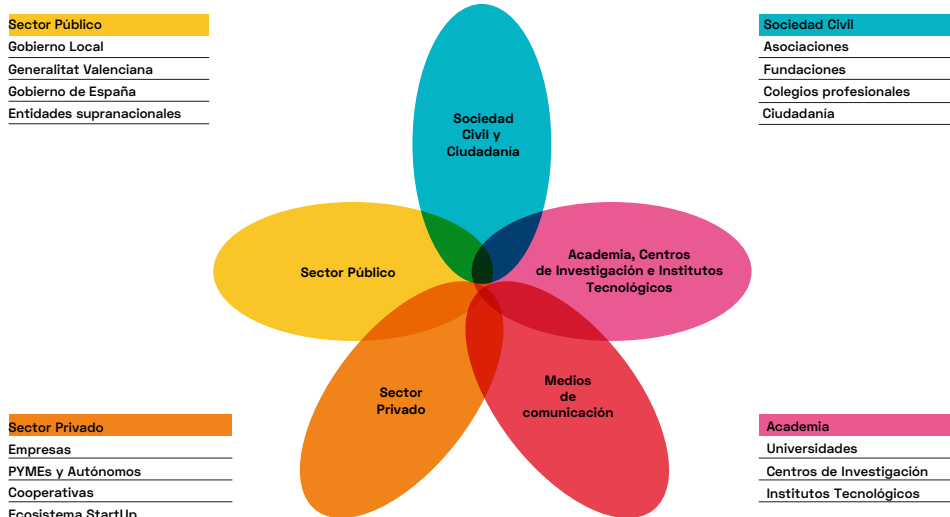 Sector Público
Gobierno Local
Generalitat Valenciana
Gobierno de España
Entidades supranacionales
Sociedad Civil
Asociaciones
Fundaciones
Colegios profesionales
Ciudadanía
Sociedad
Civil y
Ciudadanía
Sector Público
Academia, Centros
de Investigación e Institutos
Tecnológicos
Sector
Privado
Medios
de
comunicación
Sector Privado
Empresas
PYMEs y Autónomos
Cooperativas
Ecosistema StartUp
Academia
Universidades
Centros de Investigación
Institutos Tecnológicos